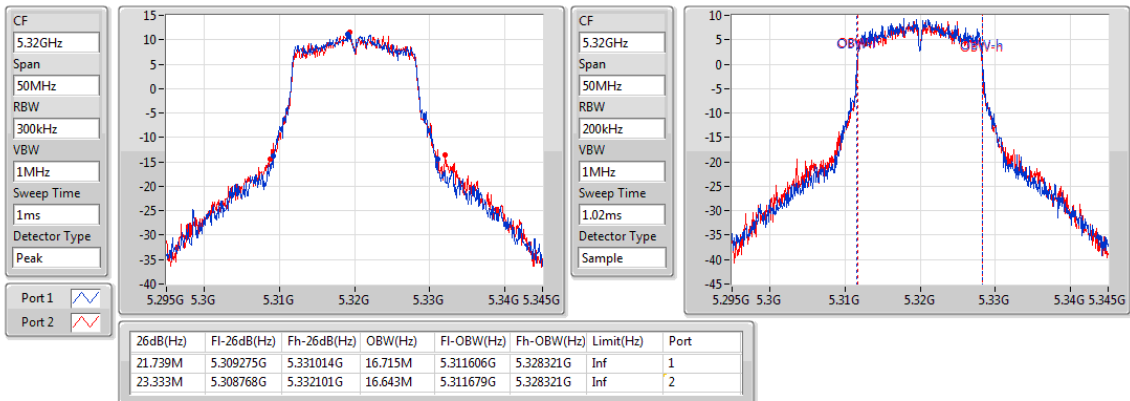 CF
5.32GHz
Span
50MHz
RBW
300kHz
VBW
1MHz
Sweep Time
1ms
Detector Type
Peak
Port 1
Port 2
15
10
5
0
-5
-10
-15
-20
-25
-30
-35
-40
5.295G 5.3G 5.31G 5.32G 5.33G 5.34G 5.345G
CF
5.32GHz
Span
50MHz
RBW
200kHz
VBW
1MHz
Sweep Time
1.02ms
Detector Type
Sample
10
5
0
-5
-10
-15
-20
-25
-30
-35
-40
-45
OBW-h
5.295G 5.3G 5.31G 5.32G 5.33G 5.34G 5.345G
26dB(Hz) Fl-26dB(Hz) Fh-26dB(Hz) OBW(Hz) Fl-OBW(Hz) Fh-OBW(Hz) Limit(Hz) Port
21.739M 5.309275G 5.331014G 16.715M 5.311606G 5.328321G Inf 1
23.333M 5.308768G 5.332101G 16.643M 5.311679G 5.328321G Inf 2